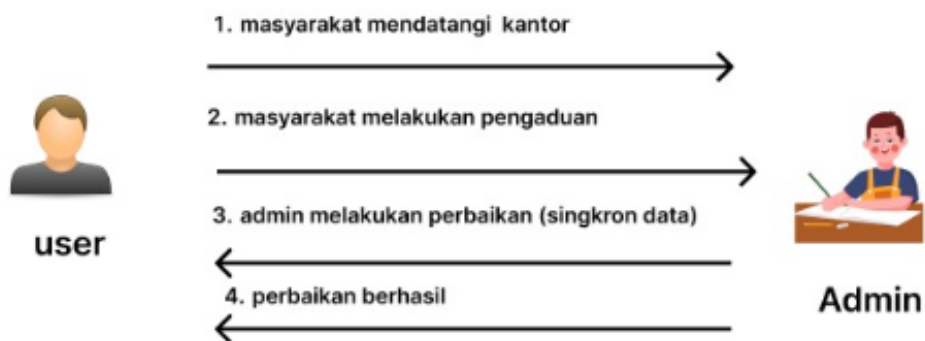 1. masyarakat mendatangi kantor
2. masyarakat melakukan pengaduan
3. admin melakukan perbaikan (singkron data)
user
4. perbaikan berhasil
Admin